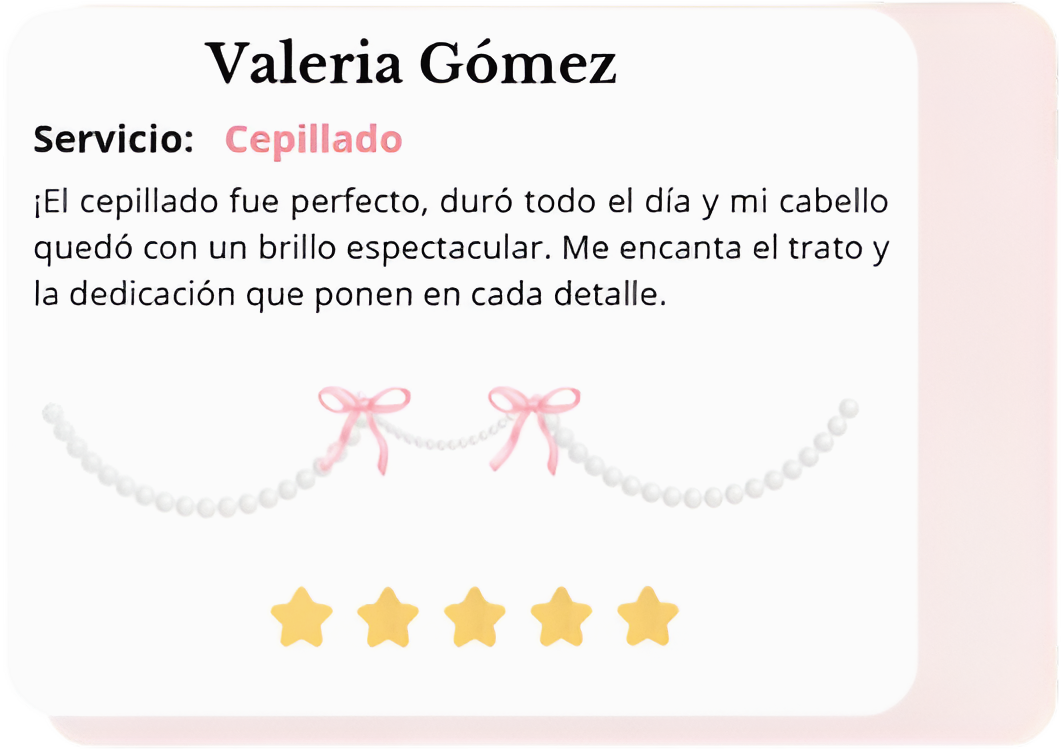 Valeria Gómez
Servicio: Cepillado
¡El cepillado fue perfecto, duró todo el día y mi cabello
quedó con un brillo espectacular. Me encanta el trato y
la dedicación que ponen en cada detalle.